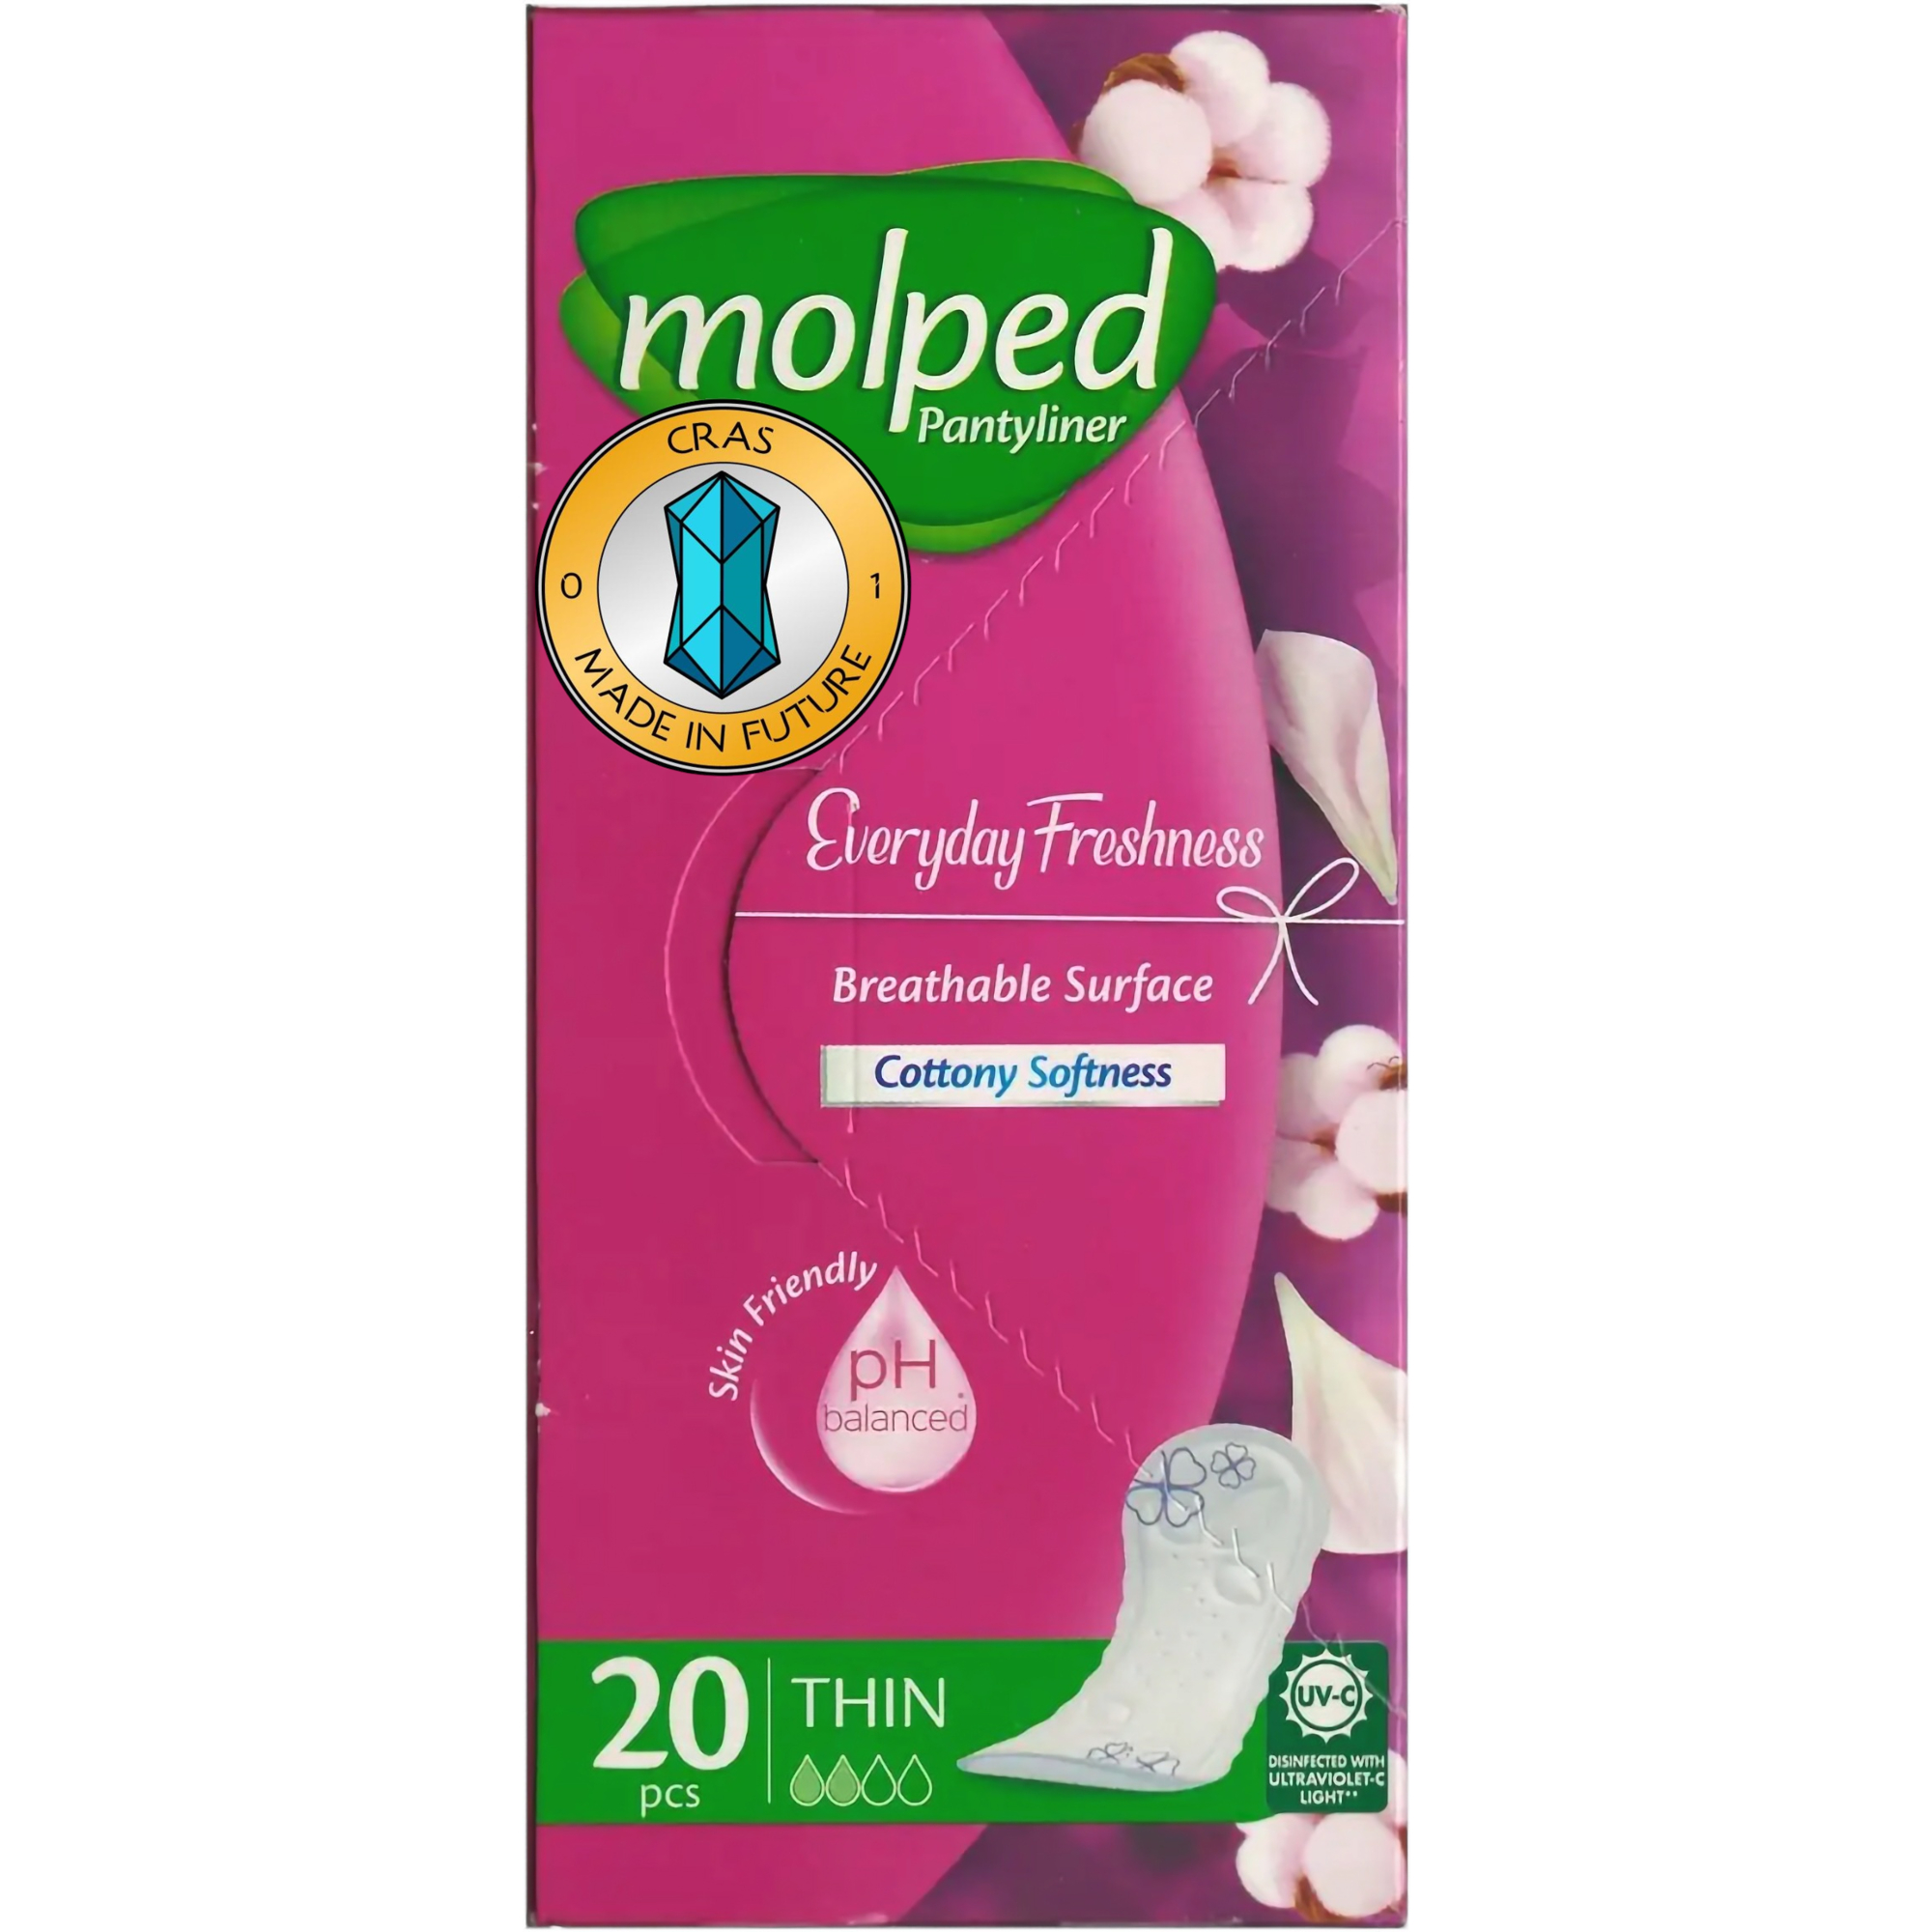 molped
Pantyliner
CRAS
0 1
MADE IN FUTURE
Everyday Freshness
Breathable Surface
Cottony Softness
Skin Friendly
pH
balanced
20
pcs
THIN
UV-C
DISINFECTED WITH
ULTRAVIOLET-C
LIGHT**